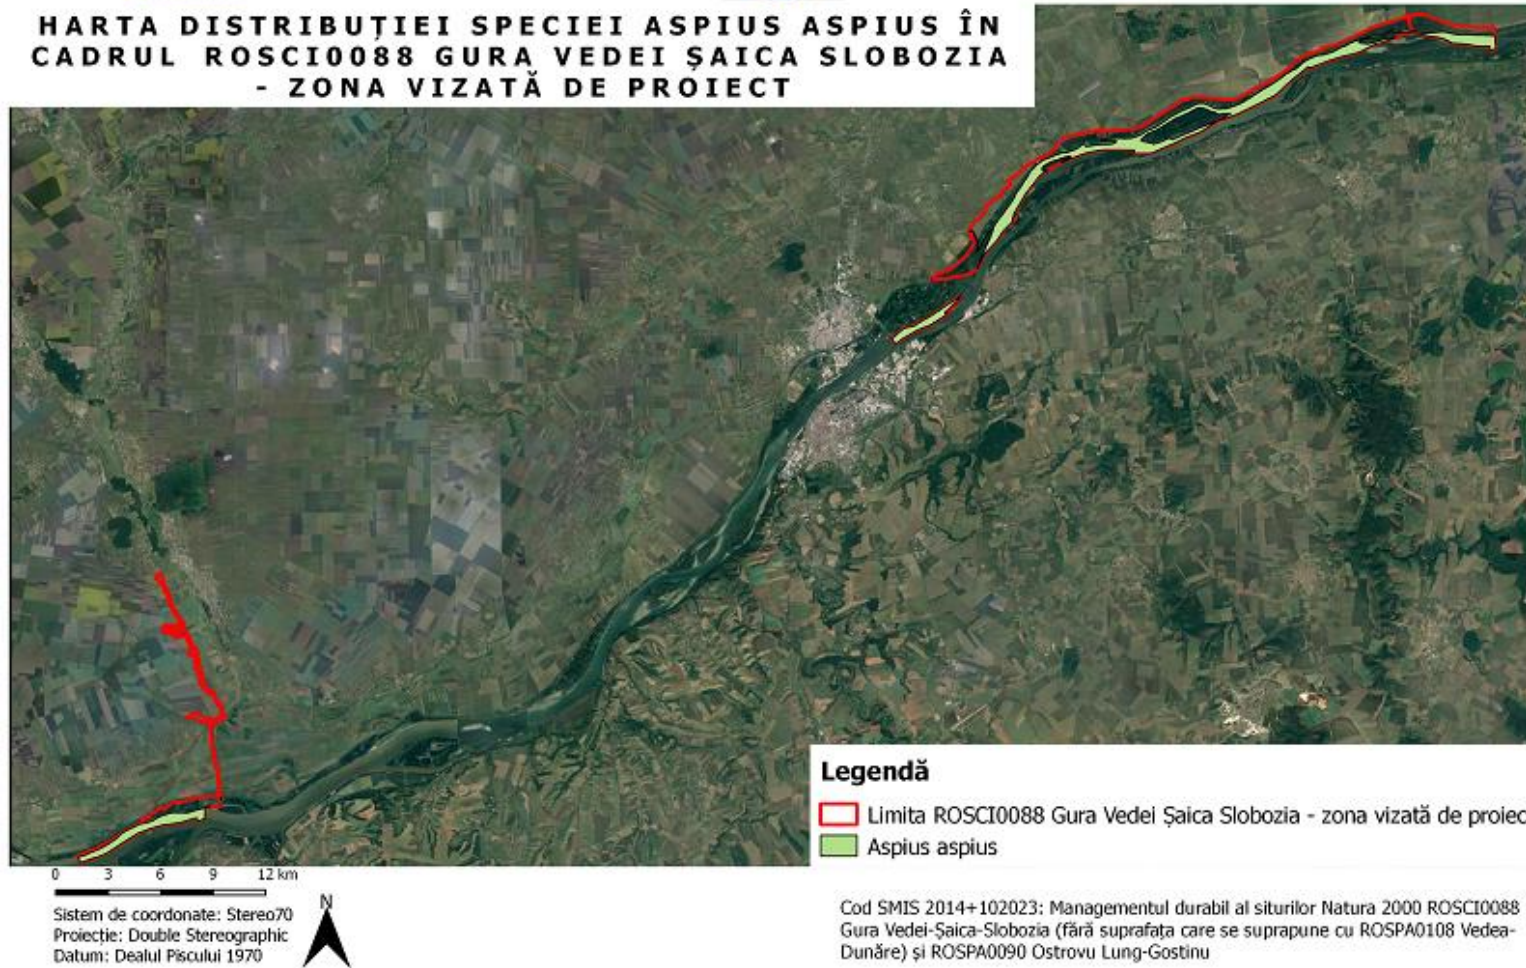 HARTA DISTRIBUȚIEI SPECIEI ASPIUS ASPIUS ÎN
CADRUL ROSCI0088 GURA VEDEI ȘAICA SLOBOZIA
- ZONA VIZATĂ DE PROIECT
Legendă
Limita ROSCI0088 Gura Vedei Șaica Slobozia - zona vizată de proiec
Aspius aspius
0 3 6 9 12 km
Sistem de coordonate: Stereo70
Proiecție: Double Stereographic
Datum: Dealul Piscului 1970
N
Cod SMIS 2014+102023: Managementul durabil al siturilor Natura 2000 ROSCI0088
Gura Vedei-Șaica-Slobozia (fără suprafața care se suprapune cu ROSPA0108 Vedea-
Dunăre) și ROSPA0090 Ostrovu Lung-Gostinu